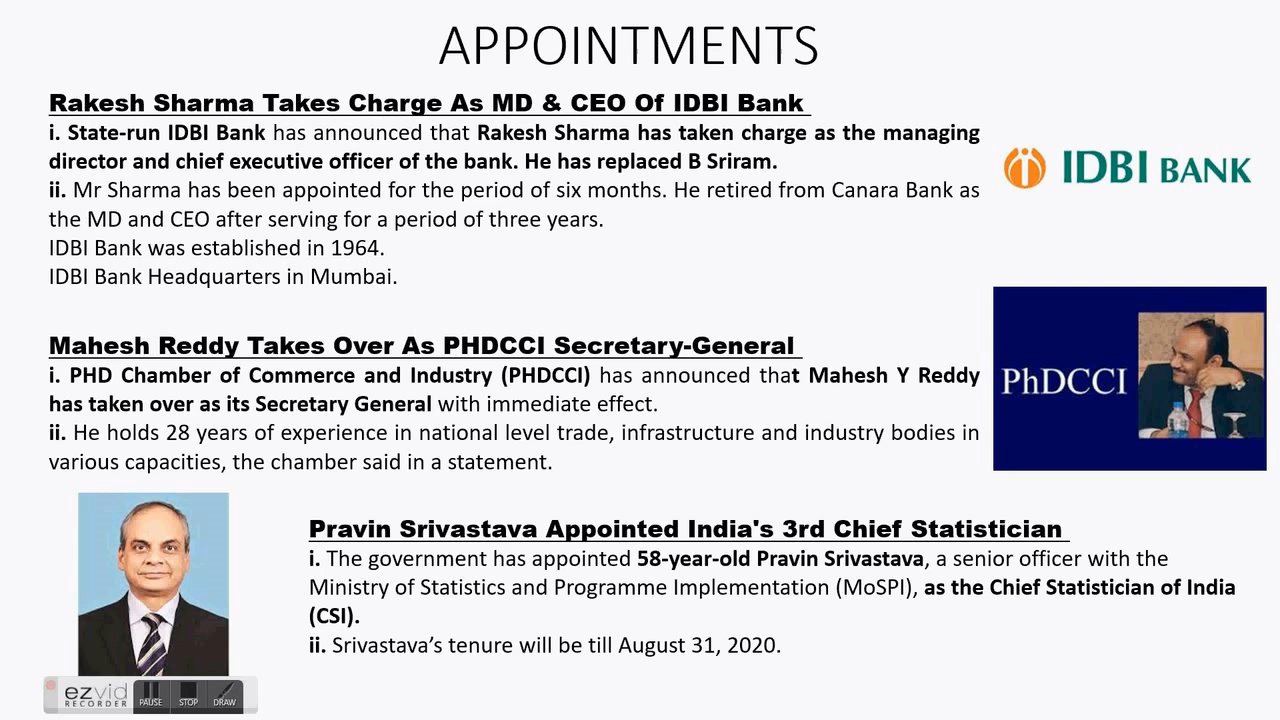 APPOINTMENTS
Rakesh Sharma Takes Charge As MD & CEO Of IDBI Bank
i. State-run IDBI Bank has announced that Rakesh Sharma has taken charge as the managing
director and chief executive officer of the bank. He has replaced B Sriram.
ii. Mr Sharma has been appointed for the period of six months. He retired from Canara Bank as
the MD and CEO after serving for a period of three years.
IDBI Bank was established in 1964.
IDBI Bank Headquarters in Mumbai.
IDBI BANK
Mahesh Reddy Takes Over As PHDCCI Secretary-General
i. PHD Chamber of Commerce and Industry (PHDCCI) has announced that Mahesh Y Reddy
has taken over as its Secretary General with immediate effect.
ii. He holds 28 years of experience in national level trade, infrastructure and industry bodies in
various capacities, the chamber said in a statement.
PhDCCI
Pravin Srivastava Appointed India's 3rd Chief Statistician
i. The government has appointed 58-year-old Pravin Srivastava, a senior officer with the
Ministry of Statistics and Programme Implementation (MoSPI), as the Chief Statistician of India
(CSI).
ii. Srivastava’s tenure will be till August 31, 2020.
ezvid
RECORDER
PAUSE STOP DRAW